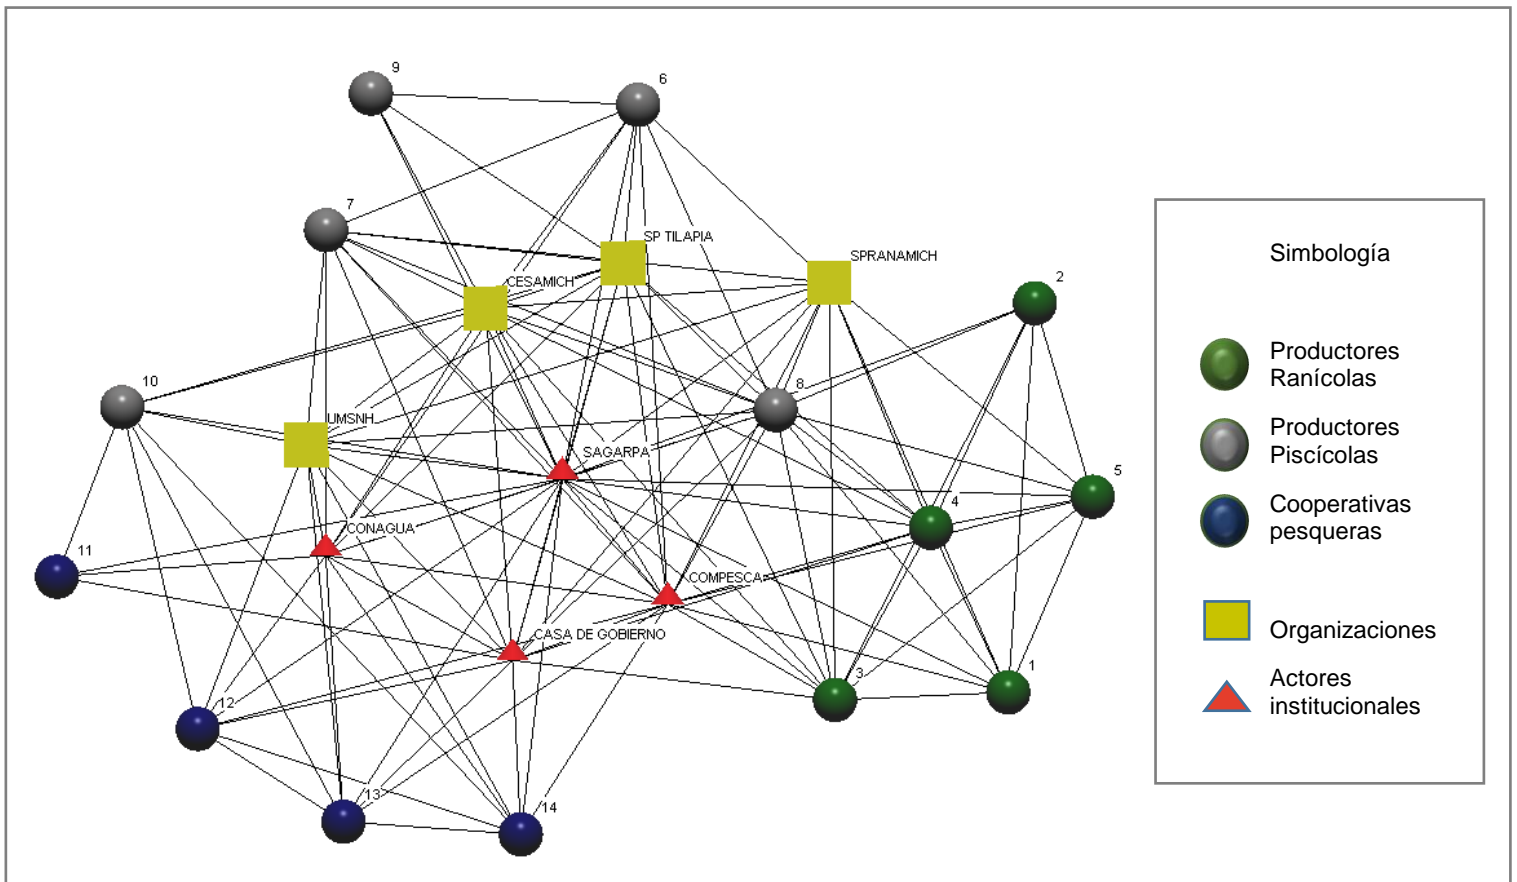 9
6
7
SP TILAPIA
SPRANAMICH
CESAMICH
2
10
8
UMSNH
SAGARPA
5
4
CONAGUA
11
COMPESCA
CASA DE GOBIERNO
3
1
12
13
14
Simbología
Productores
Ranícolas
Productores
Piscícolas
Cooperativas
pesqueras
Organizaciones
Actores
institucionales